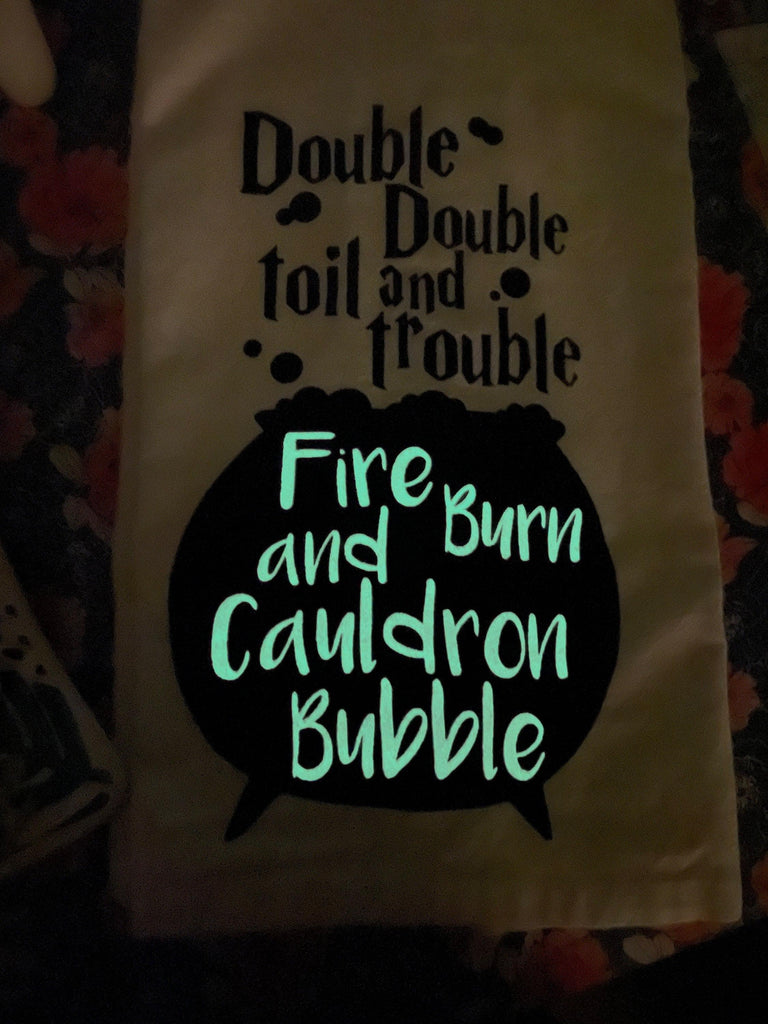 Double
Double
toil and
trouble
Fire
Burn
and
Cauldron
Bubble